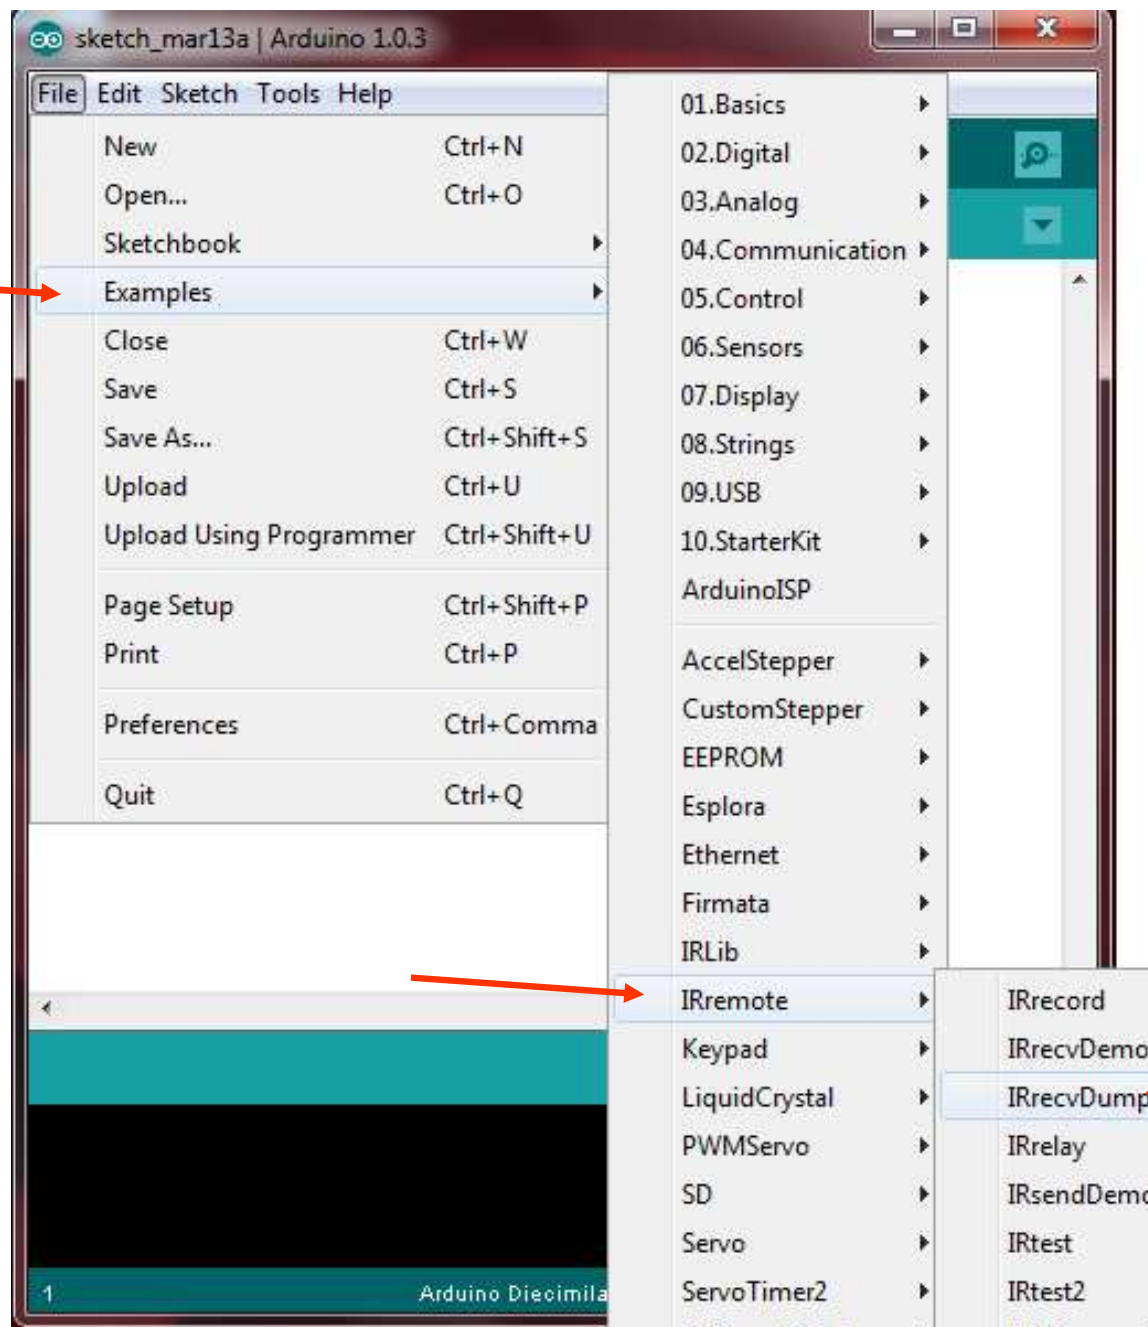 sketch_mar13a | Arduino 1.0.3
File Edit Sketch Tools Help
New Ctrl+N
Open... Ctrl+O
Sketchbook
Examples
Close Ctrl+W
Save Ctrl+S
Save As... Ctrl+Shift+S
Upload Ctrl+U
Upload Using Programmer Ctrl+Shift+U
Page Setup Ctrl+Shift+P
Print Ctrl+P
Preferences Ctrl+Comma
Quit Ctrl+Q
01.Basics
02.Digital
03.Analog
04.Communication
05.Control
06.Sensors
07.Display
08.Strings
09.USB
10.StarterKit
ArduinoISP
AccelStepper
CustomStepper
EEPROM
Esplora
Ethernet
Firmata
IRLib
IRremote
Keypad
LiquidCrystal
PWMServo
SD
Servo
ServoTimer2
IRrecord
IRrecvDemo
IRrecvDump
IRrelay
IRsendDemo
IRtest
IRtest2
1 Arduino Diecimila